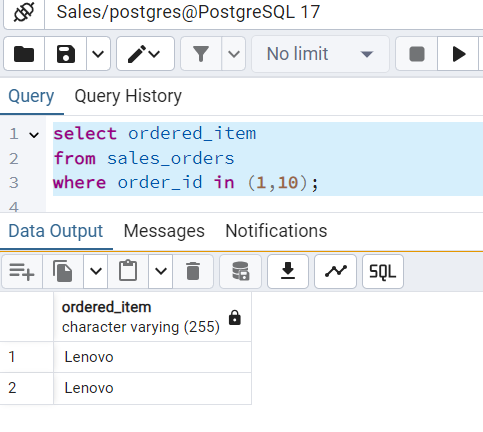 Sales/postgres@PostgreSQL 17
No limit
Query Query History
1 select ordered_item
2 from sales_orders
3 where order_id in (1,10);
4
Data Output Messages Notifications
SQL
ordered_item
character varying (255)
1 Lenovo
2 Lenovo